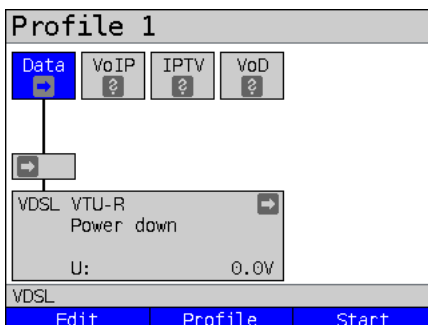 Profile 1
Data VoIP IPTV VoD
VDSL VTU-R
Power down
U: 0.0V
VDSL
Edit Profile Start